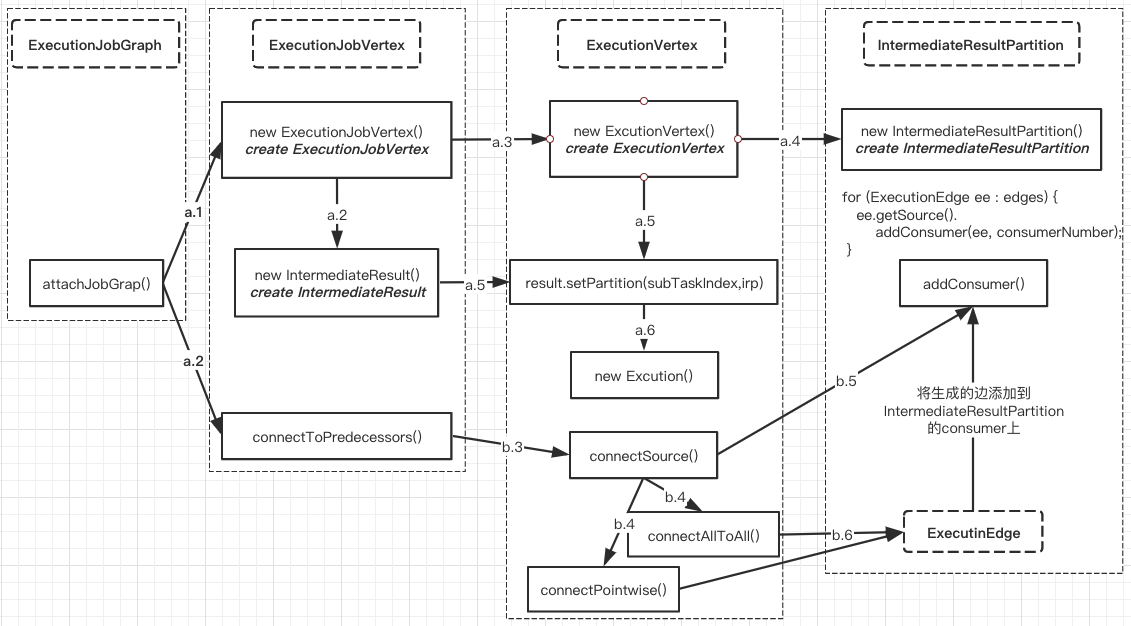 ExecutionJobGraph
ExecutionJobVertex
ExecutionVertex
IntermediateResultPartition
new ExecutionJobVertex()
create ExecutionJobVertex
a.3
new ExcutionVertex()
create ExecutionVertex
a.4
new IntermediateResultPartition()
create IntermediateResultPartition
a.1
a.2
a.5
for (ExecutionEdge ee : edges) {
ee.getSource().
addConsumer(ee, consumerNumber);
}
attachJobGrap()
new IntermediateResult()
create IntermediateResult
a.5
result.setPartition(subTaskIndex,irp)
addConsumer()
a.6
a.2
new Excution()
b.5
将生成的边添加到
IntermediateResultPartition
的consumer上
connectToPredecessors()
b.3
connectSource()
b.4
b.4
connectAllToAll()
b.6
ExecutinEdge
connectPointwise()